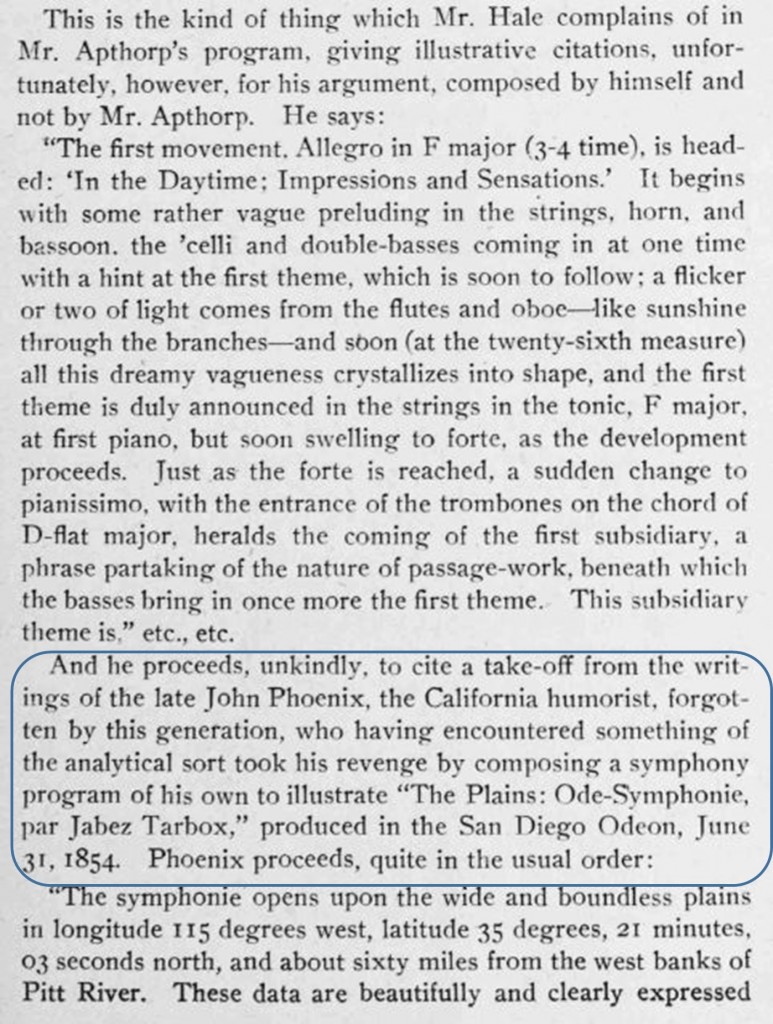 This is the kind of thing which Mr. Hale complains of in
Mr. Apthorp's program, giving illustrative citations, unfor-
tunately, however, for his argument, composed by himself and
not by Mr. Apthorp. He says:
“The first movement. Allegro in F major (3-4 time), is head-
ed: ‘In the Daytime; Impressions and Sensations.’ It begins
with some rather vague preluding in the strings, horn, and
bassoon. the ’celli and double-basses coming in at one time
with a hint at the first theme, which is soon to follow; a flicker
or two of light comes from the flutes and oboe—like sunshine
through the branches—and soon (at the twenty-sixth measure)
all this dreamy vagueness crystallizes into shape, and the first
theme is duly announced in the strings in the tonic, F major,
at first piano, but soon swelling to forte, as the development
proceeds. Just as the forte is reached, a sudden change to
pianissimo, with the entrance of the trombones on the chord of
D-flat major, heralds the coming of the first subsidiary, a
phrase partaking of the nature of passage-work, beneath which
the basses bring in once more the first theme. This subsidiary
theme is,” etc., etc.
And he proceeds, unkindly, to cite a take-off from the writ-
ings of the late John Phoenix, the California humorist, forgot-
ten by this generation, who having encountered something of
the analytical sort took his revenge by composing a symphony
program of his own to illustrate “The Plains: Ode-Symphonie,
par Jabez Tarbox,” produced in the San Diego Odeon, June
31, 1854. Phoenix proceeds, quite in the usual order:
“The symphonie opens upon the wide and boundless plains
in longitude 115 degrees west, latitude 35 degrees, 21 minutes,
03 seconds north, and about sixty miles from the west banks of
Pitt River. These data are beautifully and clearly expressed